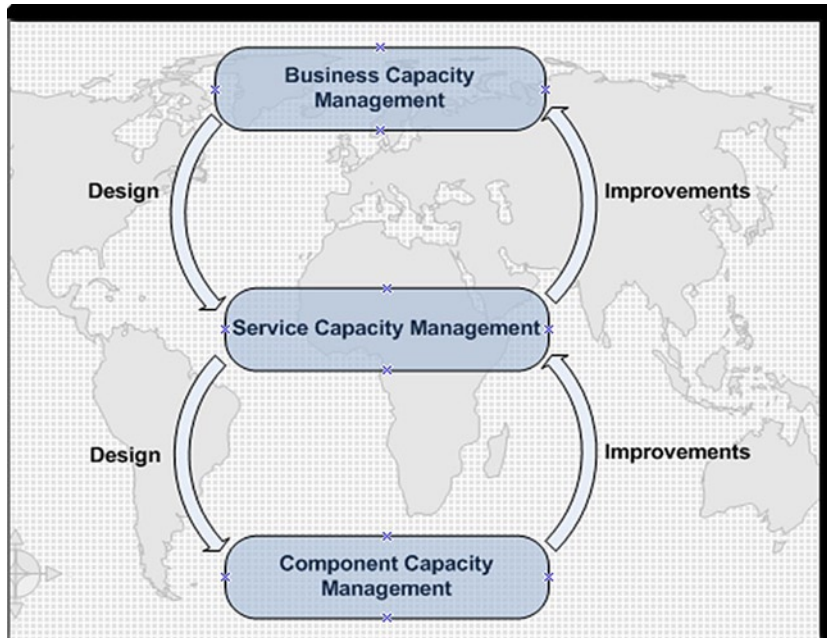 Business Capacity
Management
Design
Improvements
Service Capacity Management
Design
Improvements
Component Capacity
Management